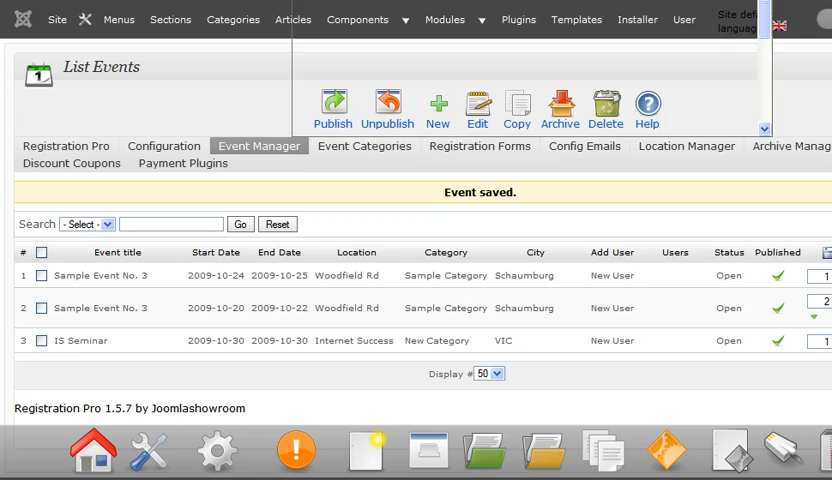 Site Menus Sections Categories Articles Components Modules Plugins Templates Installer User Site
language
1 List Events
Publish Unpublish New Edit Copy Archive Delete Help
Registration Pro Configuration Event Manager Event Categories Registration Forms Config Emails Location Manager Archive Manag
Discount Coupons Payment Plugins
Event saved.
Search - Select - Go Reset
# Event title Start Date End Date Location Category City Add User Users Status Published
1 Sample Event No. 3 2009-10-24 2009-10-25 Woodfield Rd Sample Category Schaumburg New User Open 1
2 Sample Event No. 3 2009-10-20 2009-10-22 Woodfield Rd Sample Category Schaumburg New User Open 2
3 IS Seminar 2009-10-30 2009-10-30 Internet Success New Category VIC New User Open 1
Display # 50
Registration Pro 1.5.7 by Joomlashowroom